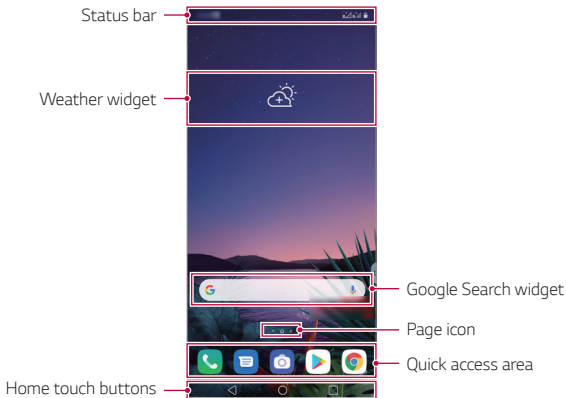 Status bar
Weather widget
Google Search widget
Page icon
Quick access area
Home touch buttons